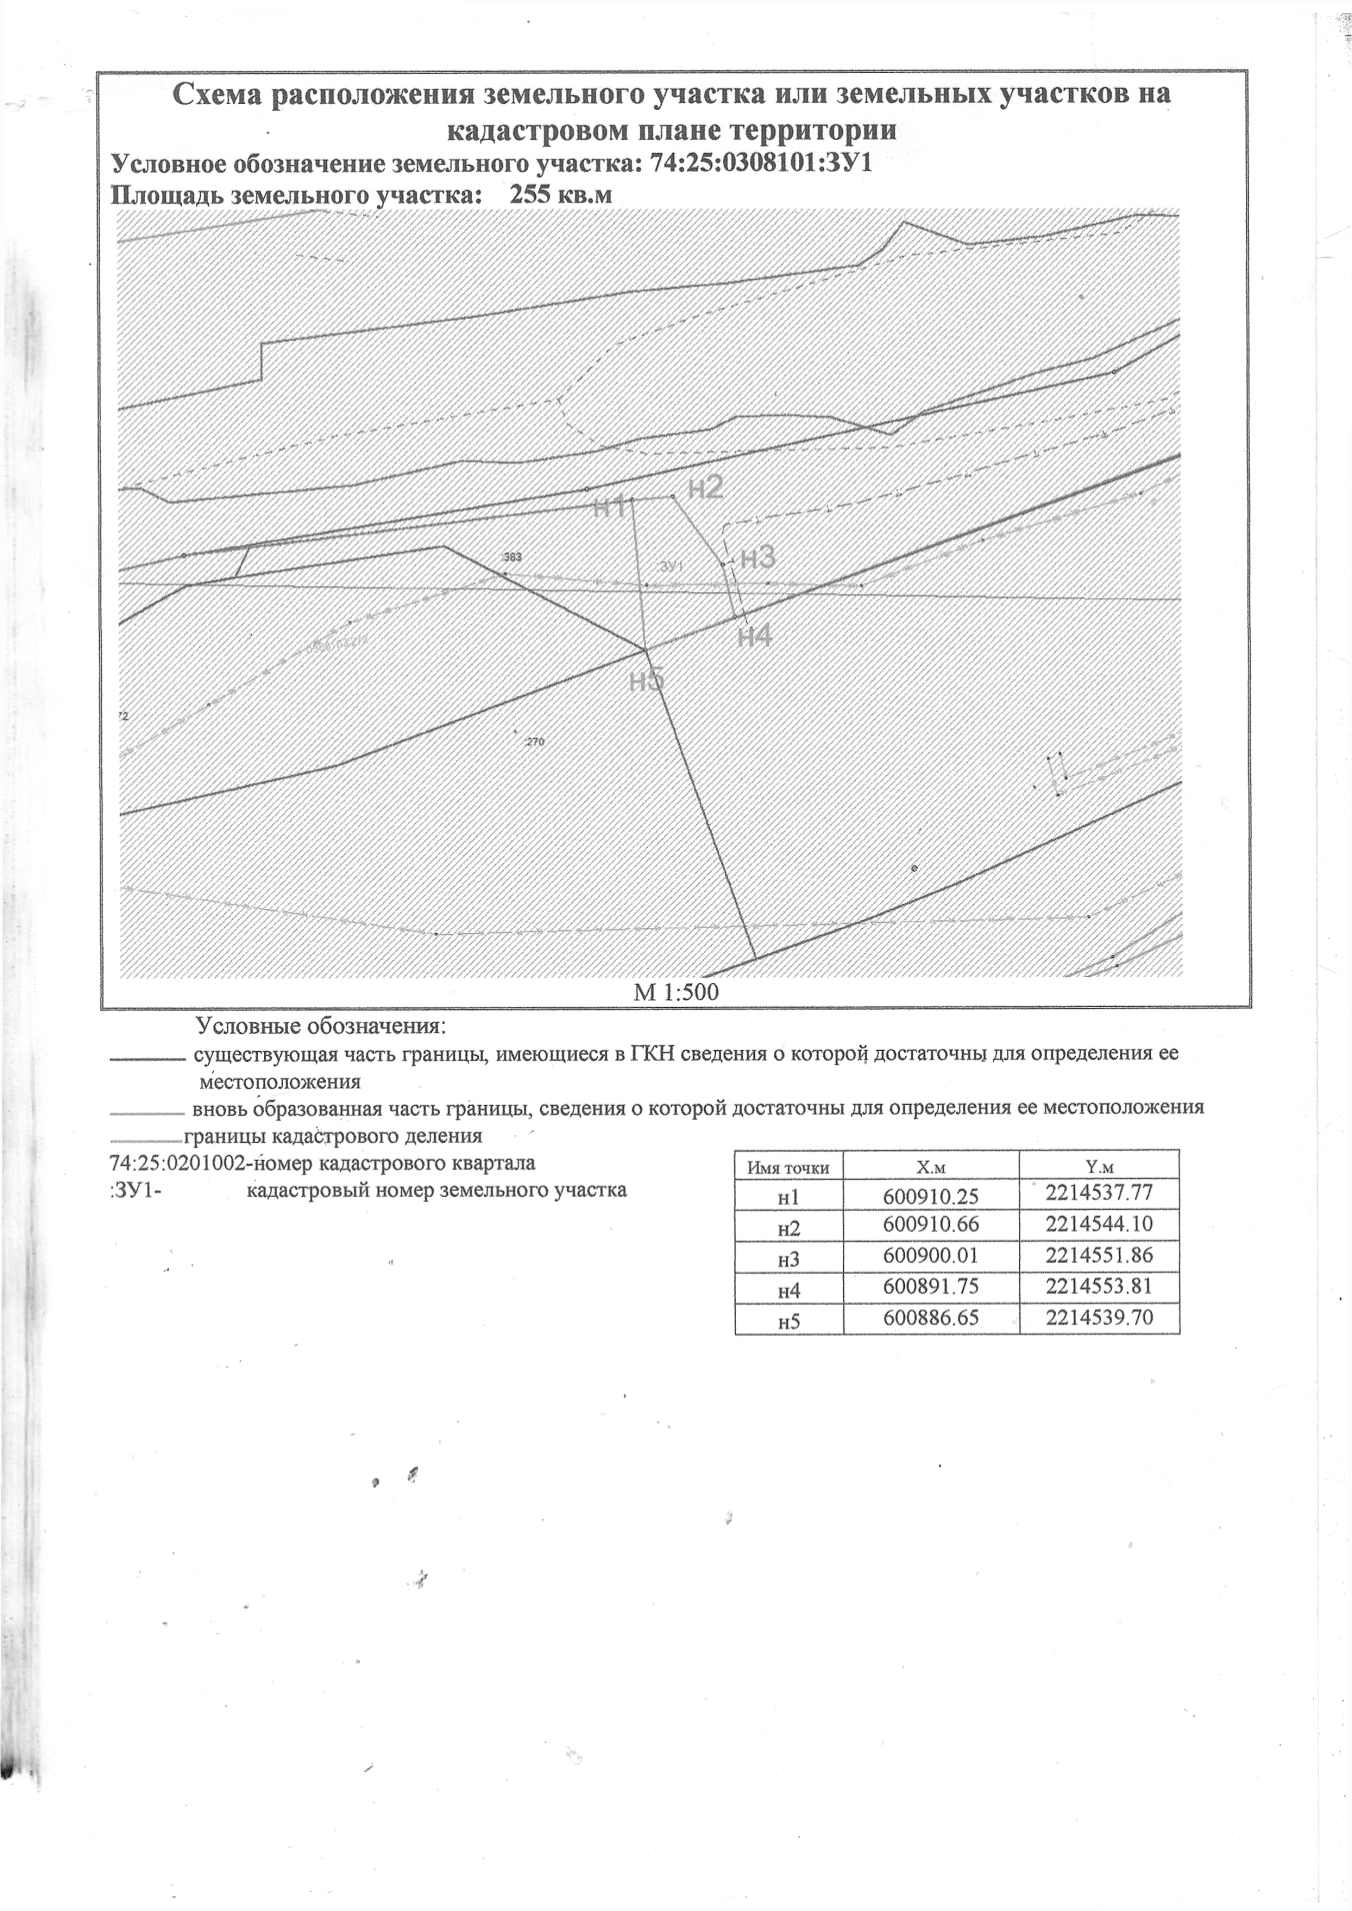 Схема расположения земельного участка или земельных участков на
кадастровом плане территории
Условное обозначение земельного участка: 74:25:0308101:ЗУ1
Площадь земельного участка: 255 кв.м
н1
н2
:383
:ЗУ1
н3
н4
н5
72
:270
М 1:500
Условные обозначения:
существующая часть границы, имеющиеся в ГКН сведения о которой достаточны для определения ее
местоположения
вновь образованная часть границы, сведения о которой достаточны для определения ее местоположения
границы кадастрового деления
74:25:0201002-номер кадастрового квартала
:ЗУ1- кадастровый номер земельного участка
Имя точки X.м Y.м
н1 600910.25 2214537.77
н2 600910.66 2214544.10
н3 600900.01 2214551.86
н4 600891.75 2214553.81
н5 600886.65 2214539.70